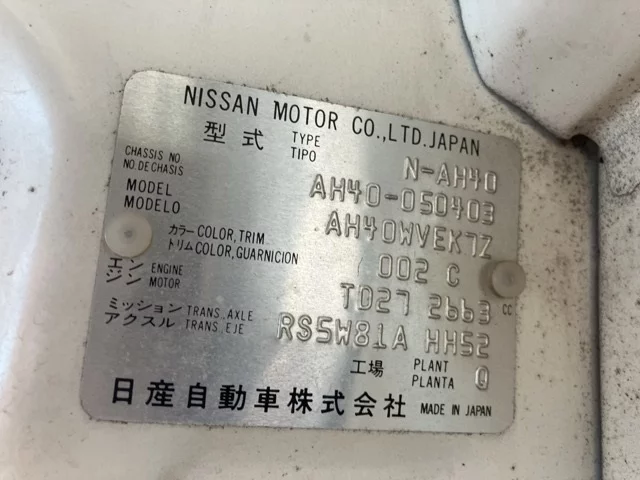 NISSAN MOTOR CO.,LTD.JAPAN
型式 TYPE TIPO N-AH40
CHASSIS NO. NO.DE CHASIS AH40-050403
MODEL MODELO AH40WVEK7Z
カラー COLOR,TRIM トリム COLOR,GUARNICION 002 C
エンジン ENGINE MOTOR TD27 2663 cc
ミッション TRANS.,AXLE アクスル TRANS.,EJE RS5W81A HH52
工場 PLANT PLANTA 0
日産自動車株式会社 MADE IN JAPAN